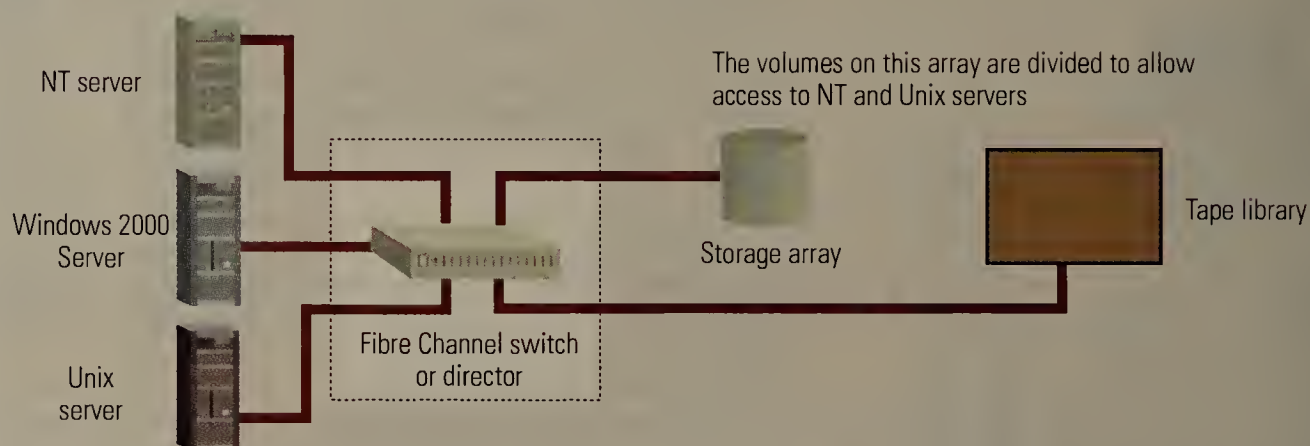 NT server
The volumes on this array are divided to allow
access to NT and Unix servers
Windows 2000
Server
Storage array
Tape library
Fibre Channel switch
or director
Unix
server